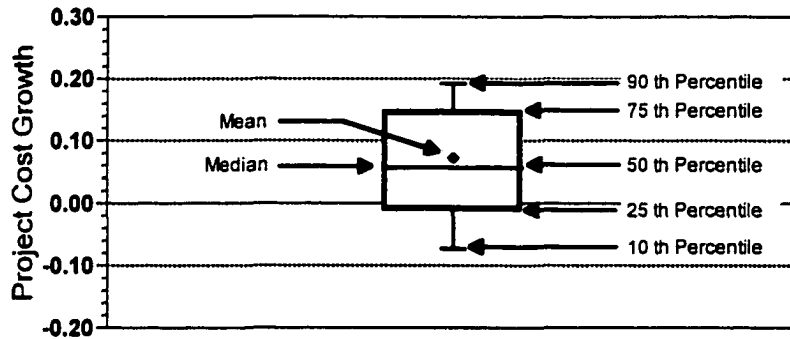 Project Cost Growth
0.30
0.20
0.10
0.00
-0.10
-0.20
Mean
Median
90 th Percentile
75 th Percentile
50 th Percentile
25 th Percentile
10 th Percentile